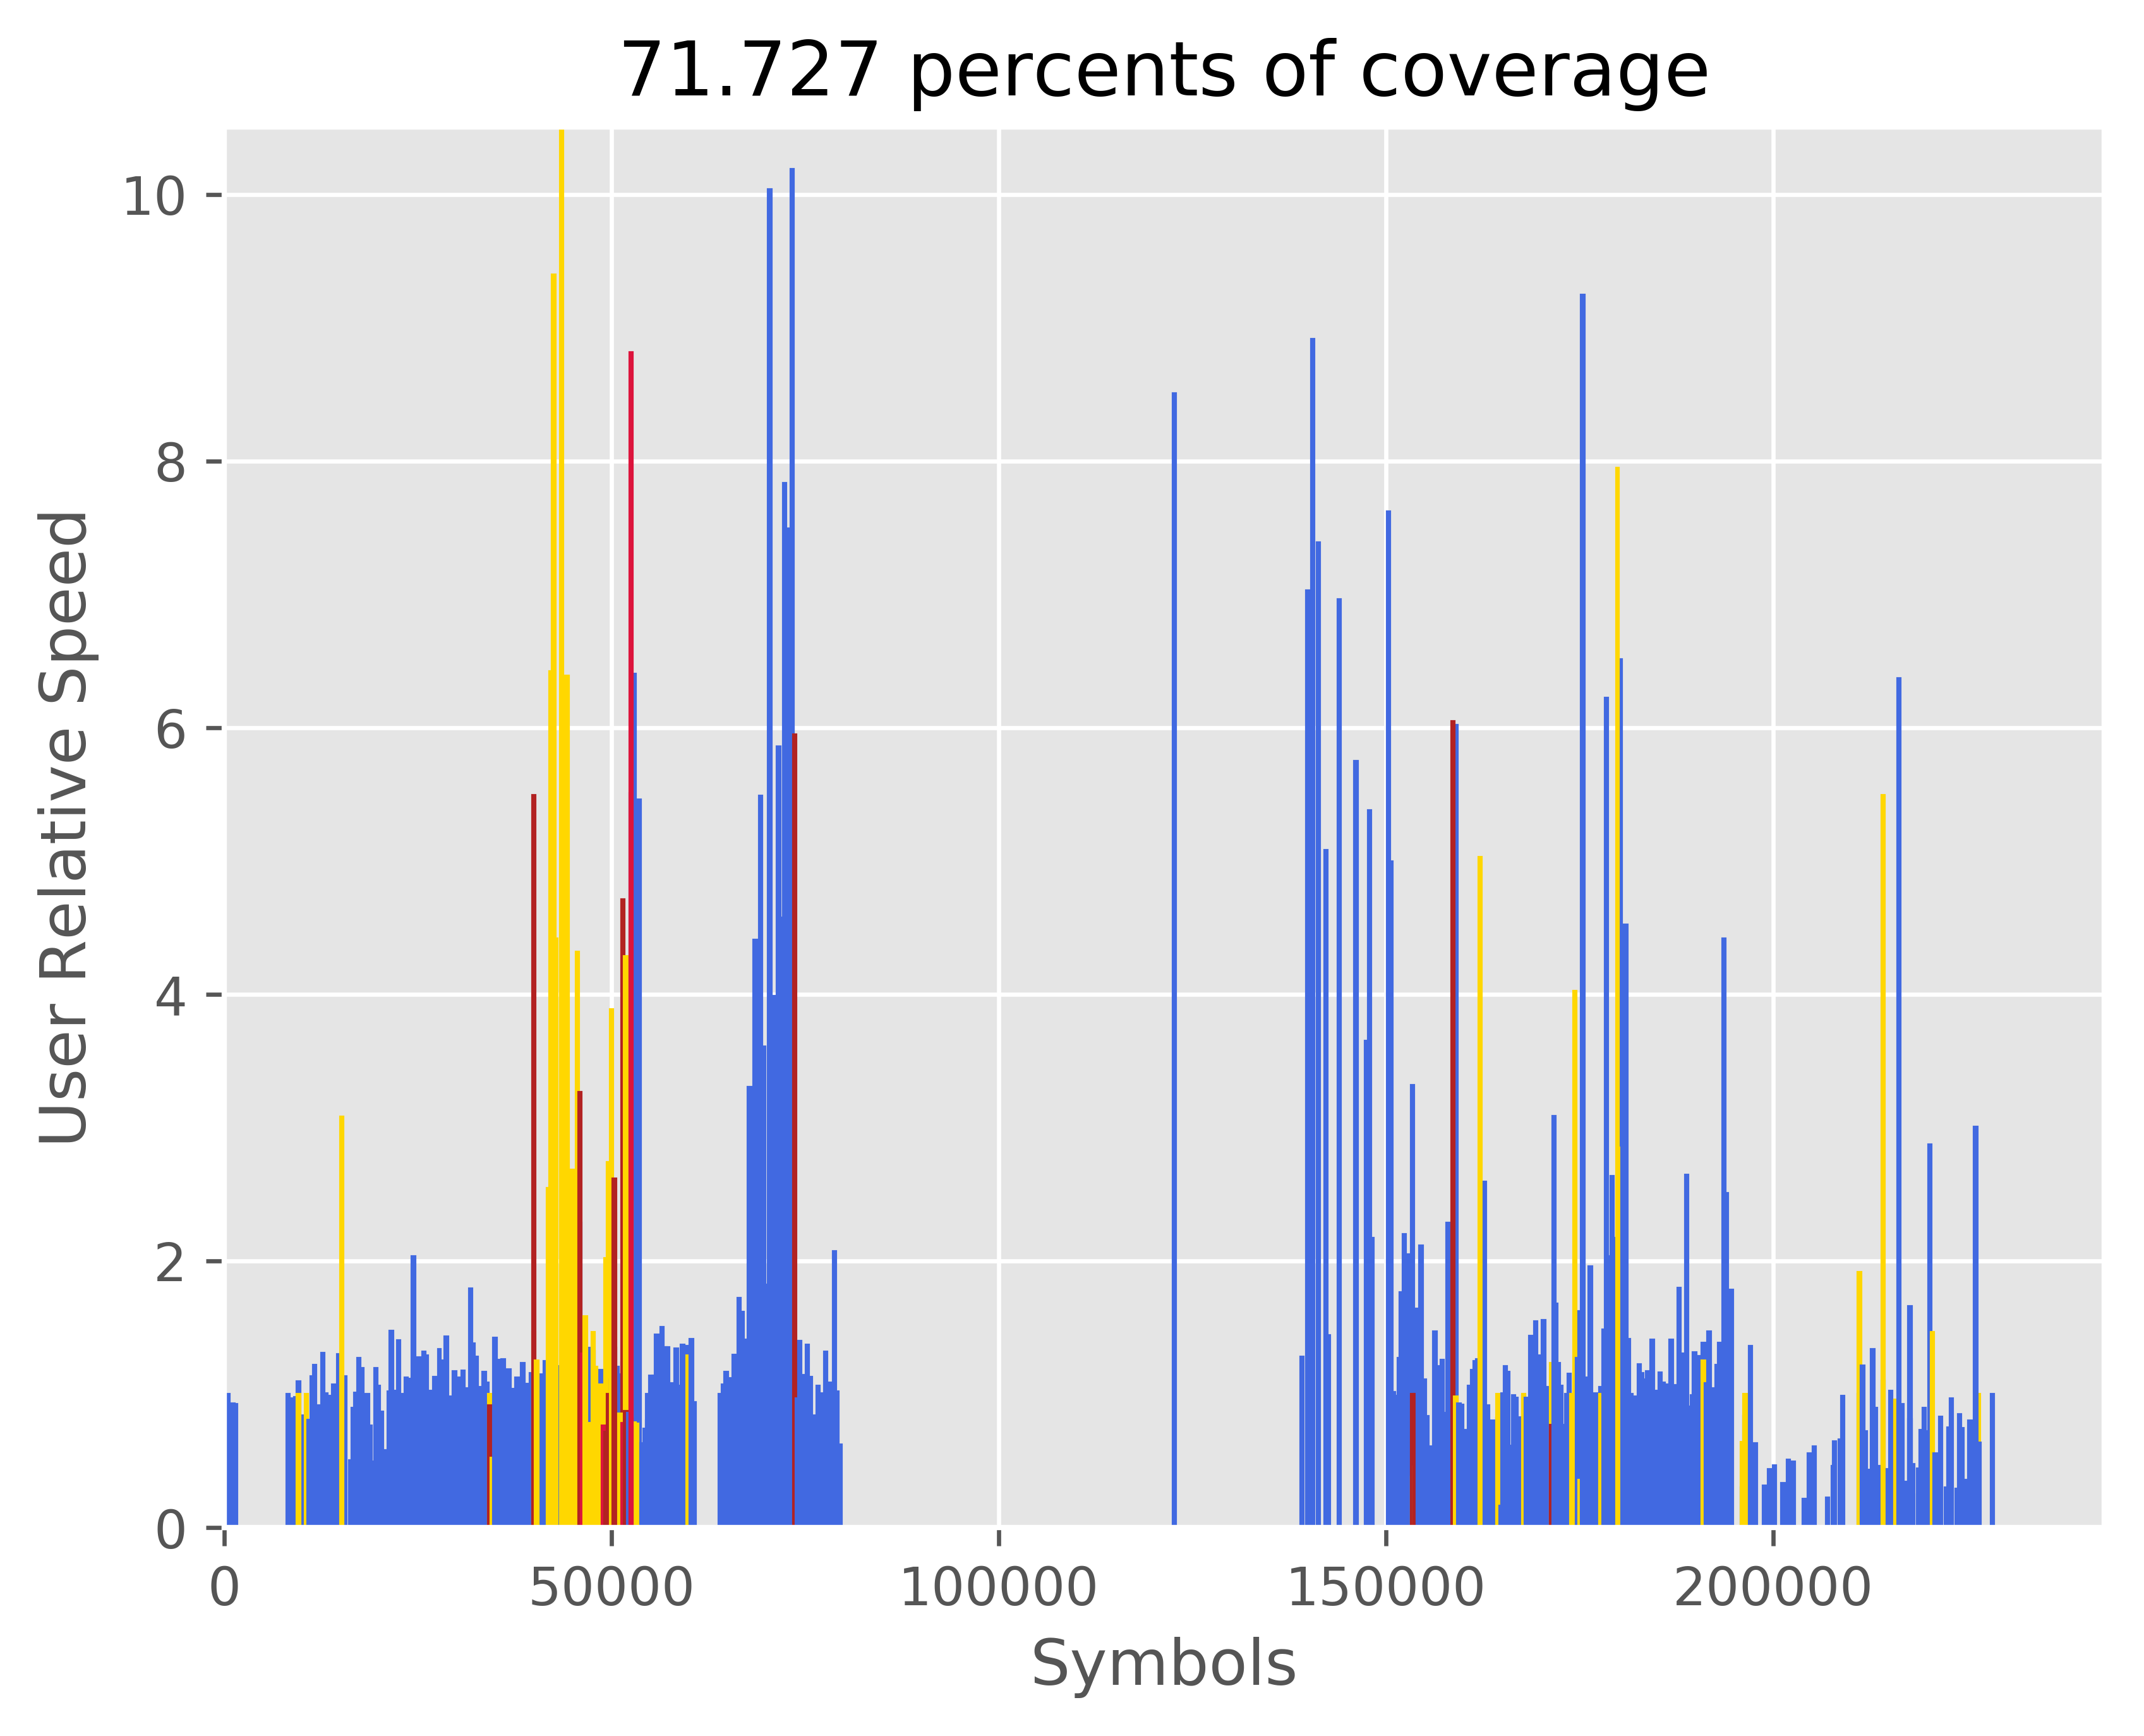 71.727 percents of coverage
10
8
6
4
2
0
User Relative Speed
0 50000 100000 150000 200000
Symbols